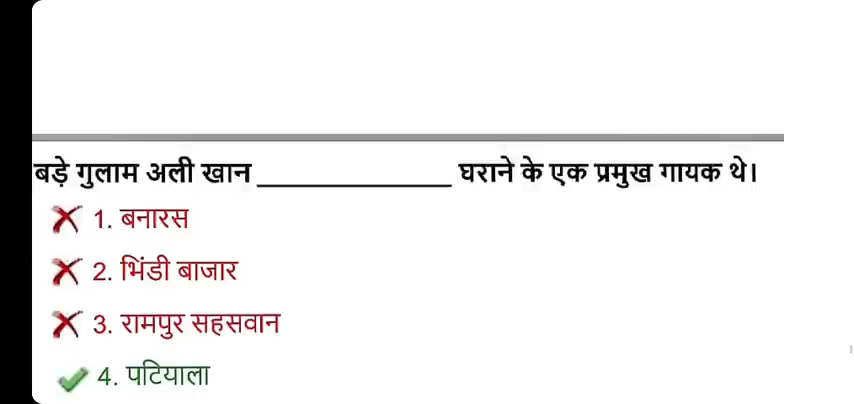 बड़े गुलाम अली खान ______________ घराने के एक प्रमुख गायक थे।
1. बनारस
2. भिंडी बाजार
3. रामपुर सहसवान
4. पटियाला